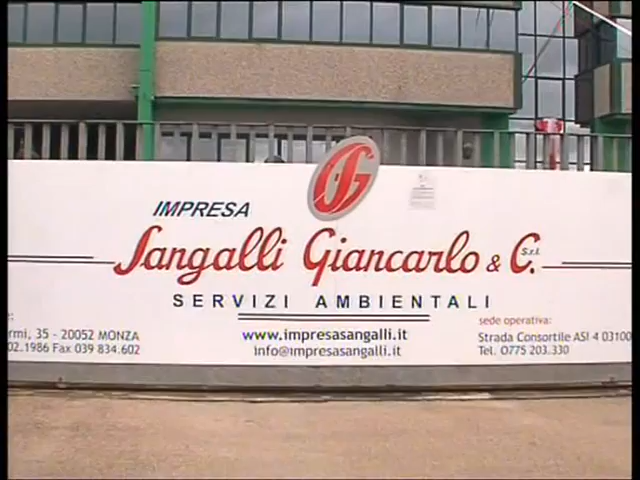 IMPRESA
Sangalli Giancarlo & C. S.r.l.
SERVIZI AMBIENTALI
rmi, 35 - 20052 MONZA
02.1986 Fax 039 834.602
www.impresasangalli.it
info@impresasangalli.it
sede operativa:
Strada Consortile ASI 4 03100
Tel. 0775 203.330